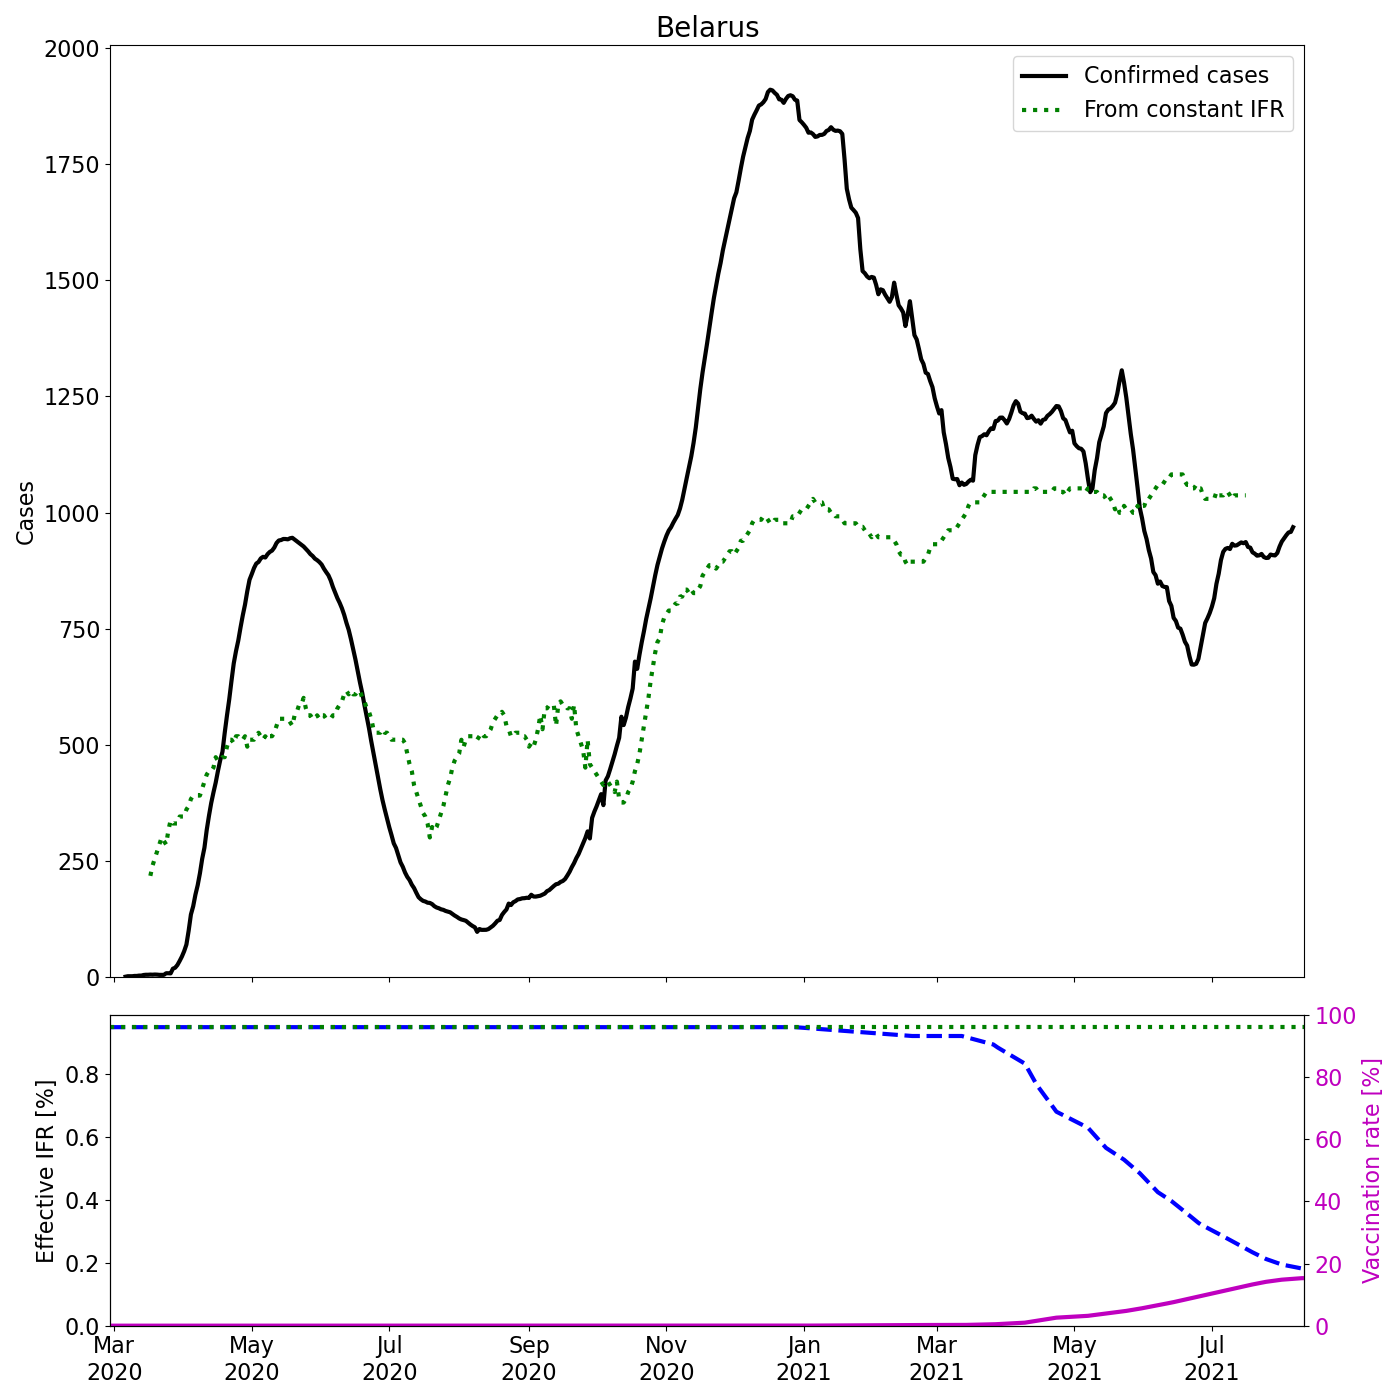 Belarus
Confirmed cases
From constant IFR
Cases
2000
1750
1500
1250
1000
750
500
250
0
Effective IFR [%]
0.8
0.6
0.4
0.2
0.0
100
80
60
40
20
0
Vaccination rate [%]
Mar
2020
May
2020
Jul
2020
Sep
2020
Nov
2020
Jan
2021
Mar
2021
May
2021
Jul
2021